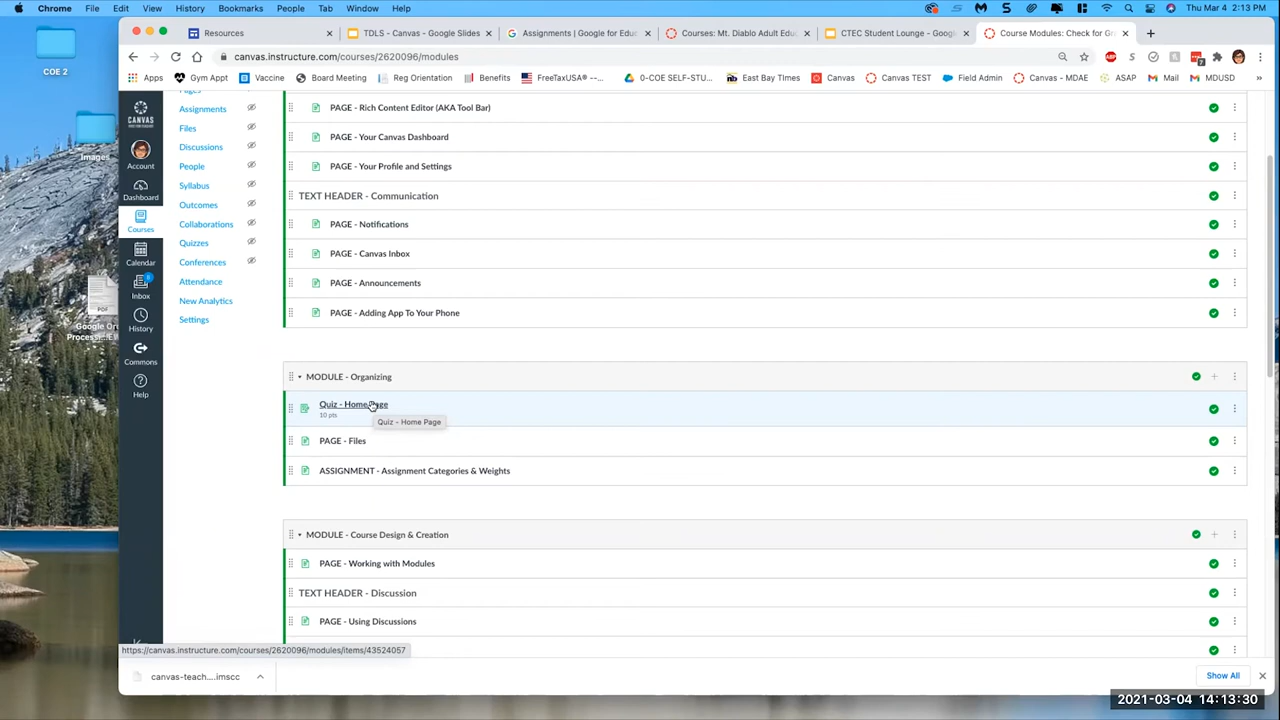 Chrome File Edit View History Bookmarks People Tab Window Help Thu Mar 4 2:13 PM
Resources × TDLS - Canvas - Google Slides × Assignments | Google for Edu × Courses: Mt. Diablo Adult Edu × CTEC Student Lounge - Google × Course Modules: Check for Gr × +
canvas.instructure.com/courses/2620096/modules
Apps Gym Appt Vaccine Board Meeting Reg Orientation Benefits FreeTaxUSA® --... 0-COE SELF-STU... East Bay Times Canvas TEST Field Admin Canvas - MDAE ASAP Mail MDUSD »
COE 2
Images
PDF
Google Or
CANVAS
Account
Dashboard
Courses
Calendar
Inbox
History
Commons
Help
Pages
Assignments
Files
Discussions
People
Syllabus
Outcomes
Collaborations
Quizzes
Conferences
Attendance
New Analytics
Settings
PAGE - Rich Content Editor (AKA Tool Bar)
PAGE - Your Canvas Dashboard
PAGE - Your Profile and Settings
TEXT HEADER - Communication
PAGE - Notifications
PAGE - Canvas Inbox
PAGE - Announcements
PAGE - Adding App To Your Phone
MODULE - Organizing
Quiz - Home Page
10 pts
Quiz - Home Page
PAGE - Files
ASSIGNMENT - Assignment Categories & Weights
MODULE - Course Design & Creation
PAGE - Working with Modules
TEXT HEADER - Discussion
PAGE - Using Discussions
https://canvas.instructure.com/courses/2620096/modules/items/43524057
canvas-teach....imscc
Show All
2021-03-04 14:13:30